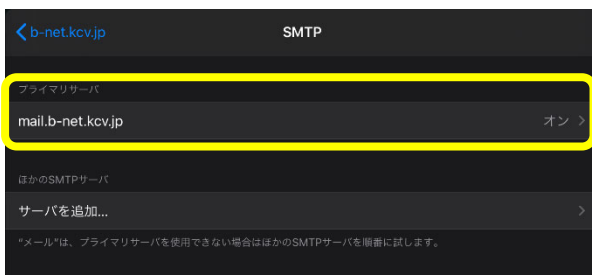 b-net.kcv.jp
SMTP
プライマリサーバ
mail.b-net.kcv.jp オン
ほかのSMTPサーバ
サーバを追加...
"メール"は、プライマリサーバを使用できない場合はほかのSMTPサーバを順番に試します。